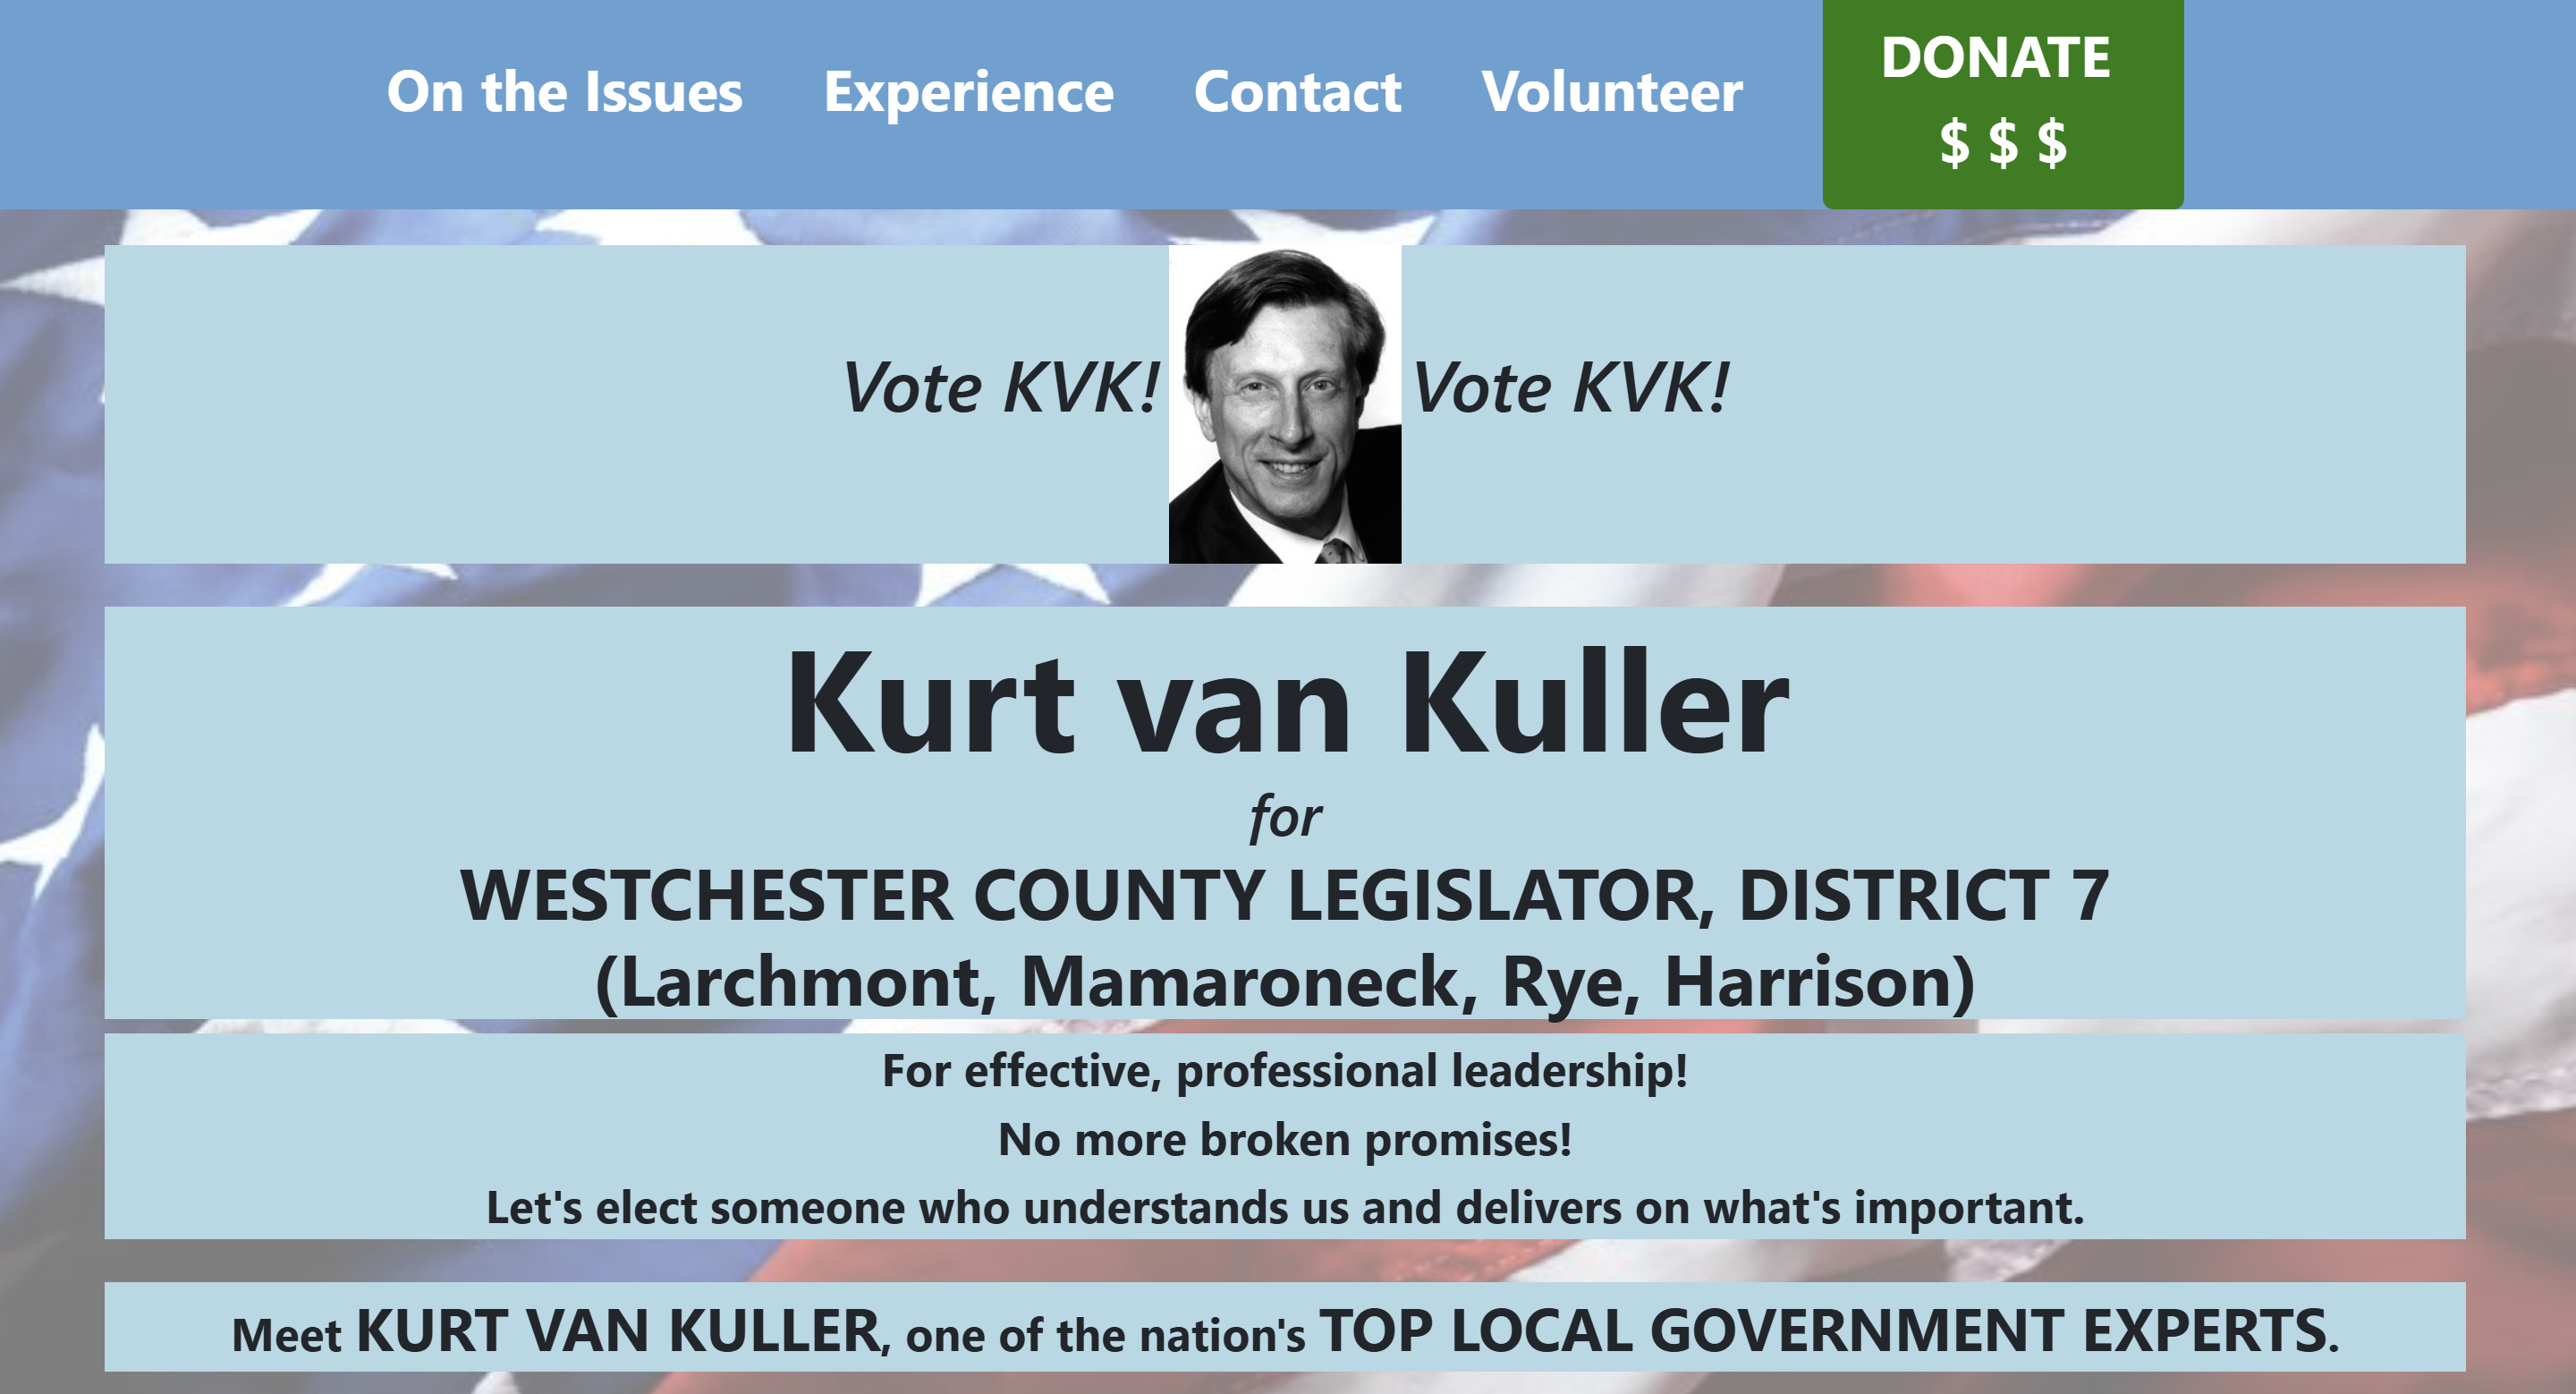 On the Issues Experience Contact Volunteer DONATE
$ $ $
Vote KVK! Vote KVK!
Kurt van Kuller
for
WESTCHESTER COUNTY LEGISLATOR, DISTRICT 7
(Larchmont, Mamaroneck, Rye, Harrison)
For effective, professional leadership!
No more broken promises!
Let's elect someone who understands us and delivers on what's important.
Meet KURT VAN KULLER, one of the nation's TOP LOCAL GOVERNMENT EXPERTS.